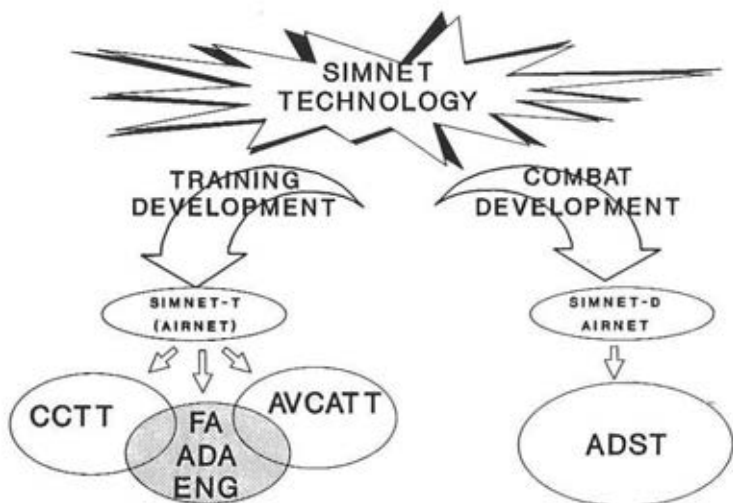 SIMNET
TECHNOLOGY
TRAINING
DEVELOPMENT
COMBAT
DEVELOPMENT
SIMNET-T
(AIRNET)
SIMNET-D
AIRNET
CCTT
FA
ADA
ENG
AVCATT
ADST